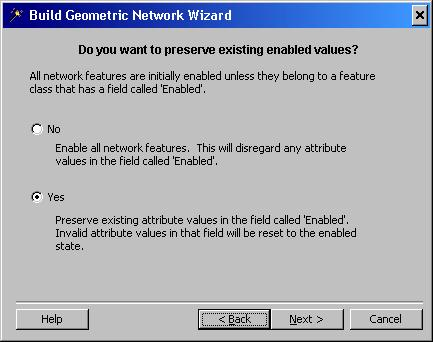 Build Geometric Network Wizard
Do you want to preserve existing enabled values?
All network features are initially enabled unless they belong to a feature
class that has a field called 'Enabled'.
No
Enable all network features.  This will disregard any attribute
values in the field called 'Enabled'.
Yes
Preserve existing attribute values in the field called 'Enabled'.
Invalid attribute values in that field will be reset to the enabled
state.
Help
< Back
Next >
Cancel